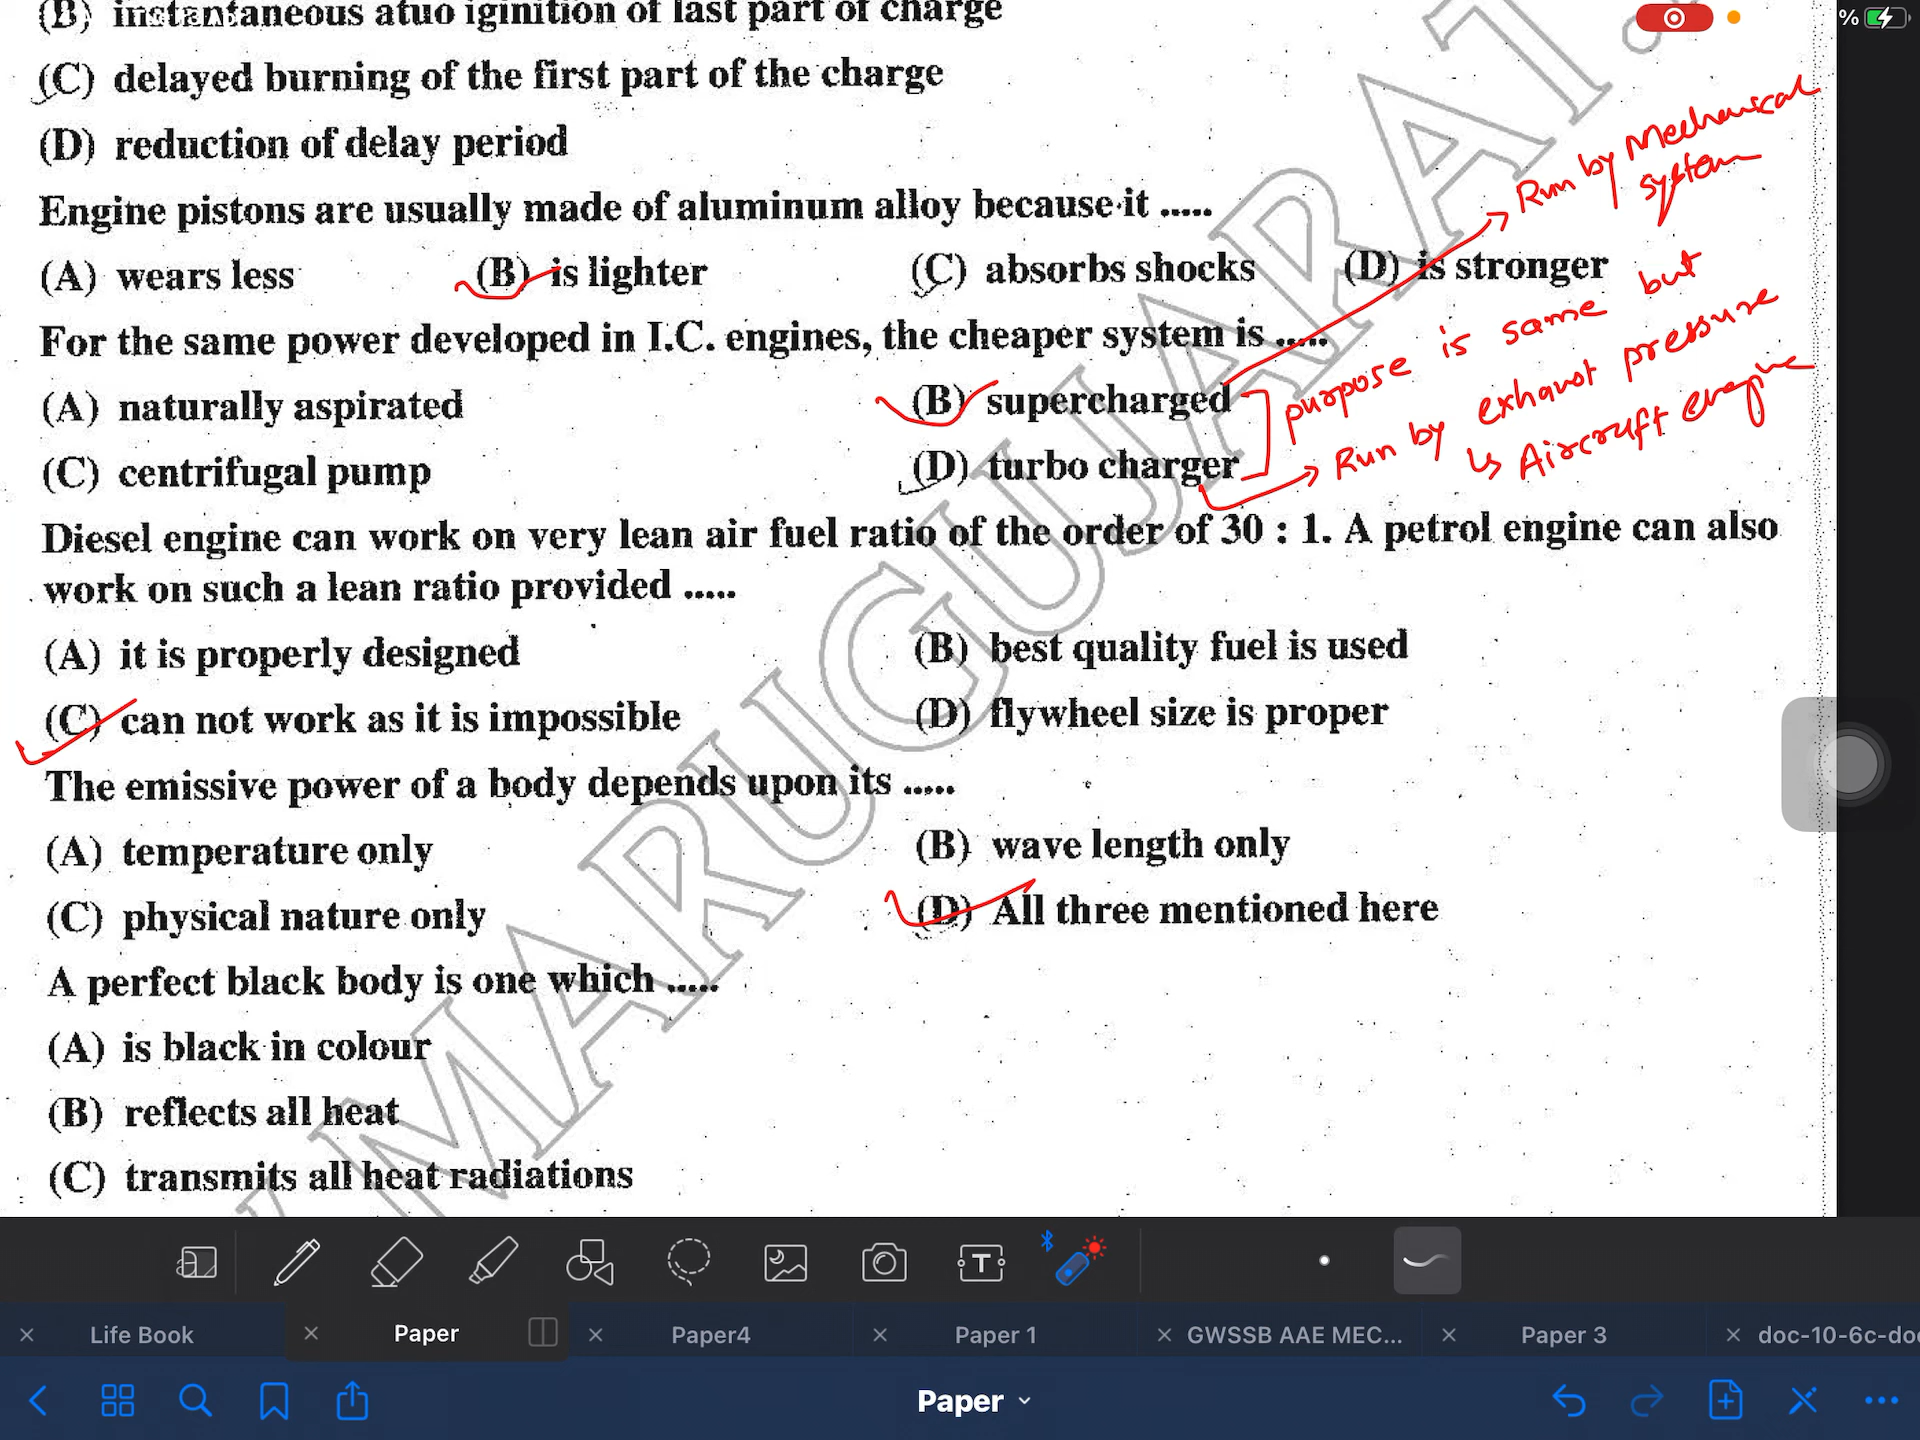 (B) instantaneous atuo iginition of last part of charge
(C) delayed burning of the first part of the charge
(D) reduction of delay period
Engine pistons are usually made of aluminum alloy because it .....
(A) wears less (B) is lighter (C) absorbs shocks (D) is stronger
For the same power developed in I.C. engines, the cheaper system is .....
(A) naturally aspirated (B) supercharged
(C) centrifugal pump (D) turbo charger
Run by Mechanical
system
purpose is same but
Run by exhaust pressure
↳ Aircraft engine
Diesel engine can work on very lean air fuel ratio of the order of 30 : 1. A petrol engine can also
work on such a lean ratio provided .....
(A) it is properly designed (B) best quality fuel is used
(C) can not work as it is impossible (D) flywheel size is proper
The emissive power of a body depends upon its .....
(A) temperature only (B) wave length only
(C) physical nature only (D) All three mentioned here
A perfect black body is one which .....
(A) is black in colour
(B) reflects all heat
(C) transmits all heat radiations
MARUGUJARAT
%
Life Book Paper Paper4 Paper 1 GWSSB AAE MEC... Paper 3 doc-10-6c-doc
Paper